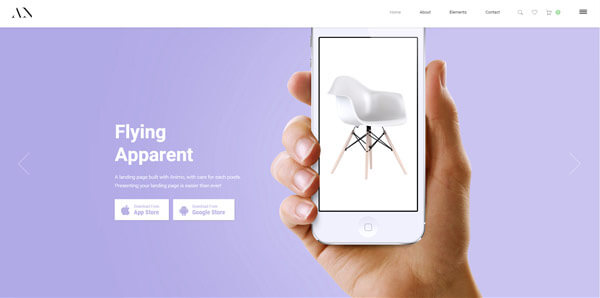 AN
Home
About
Elements
Contact
Flying
Apparent
A landing page built with Animo, with care for each pixels.
Presenting your landing page is easier than ever!
Download From
App Store
Download From
Google Store